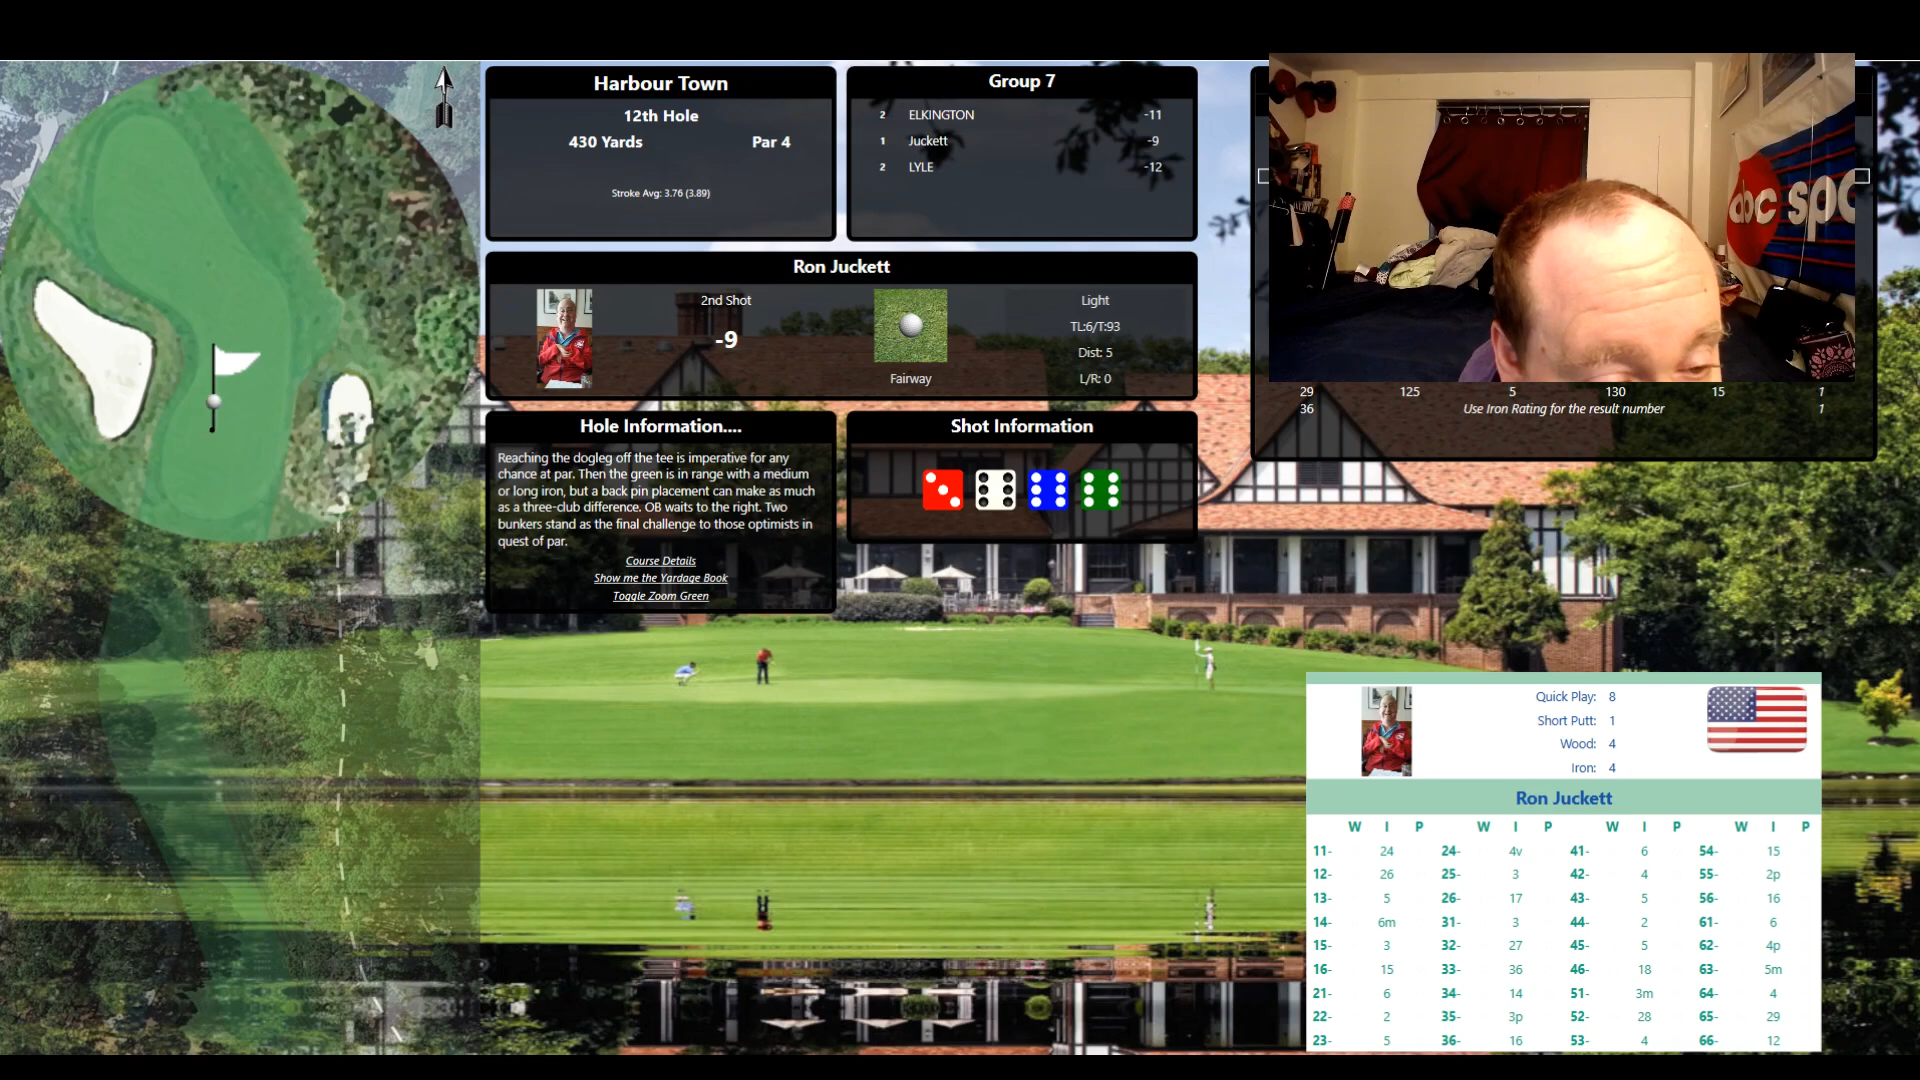 Harbour Town
12th Hole
430 Yards Par 4
Stroke Avg: 3.76 (3.89)
Group 7
2 ELKINGTON -11
1 Juckett -9
2 LYLE -12
Ron Juckett
2nd Shot
-9
Fairway
Light
TL:6/T:93
Dist: 5
L/R: 0
Hole Information....
Reaching the dogleg off the tee is imperative for any
chance at par. Then the green is in range with a medium
or long iron, but a back pin placement can make as much
as a three-club difference. OB waits to the right. Two
bunkers stand as the final challenge to those optimists in
quest of par.
Course Details
Show me the Yardage Book
Toggle Zoom Green
Shot Information
abc spo
29 125 5 130 15 1
36 Use Iron Rating for the result number 1
Quick Play: 8
Short Putt: 1
Wood: 4
Iron: 4
Ron Juckett
W I P W I P W I P W I P
11- 24 24- 4v 41- 6 54- 15
12- 26 25- 3 42- 4 55- 2p
13- 5 26- 17 43- 5 56- 16
14- 6m 31- 3 44- 2 61- 6
15- 3 32- 27 45- 5 62- 4p
16- 15 33- 36 46- 18 63- 5m
21- 6 34- 14 51- 3m 64- 4
22- 2 35- 3p 52- 28 65- 29
23- 5 36- 16 53- 4 66- 12